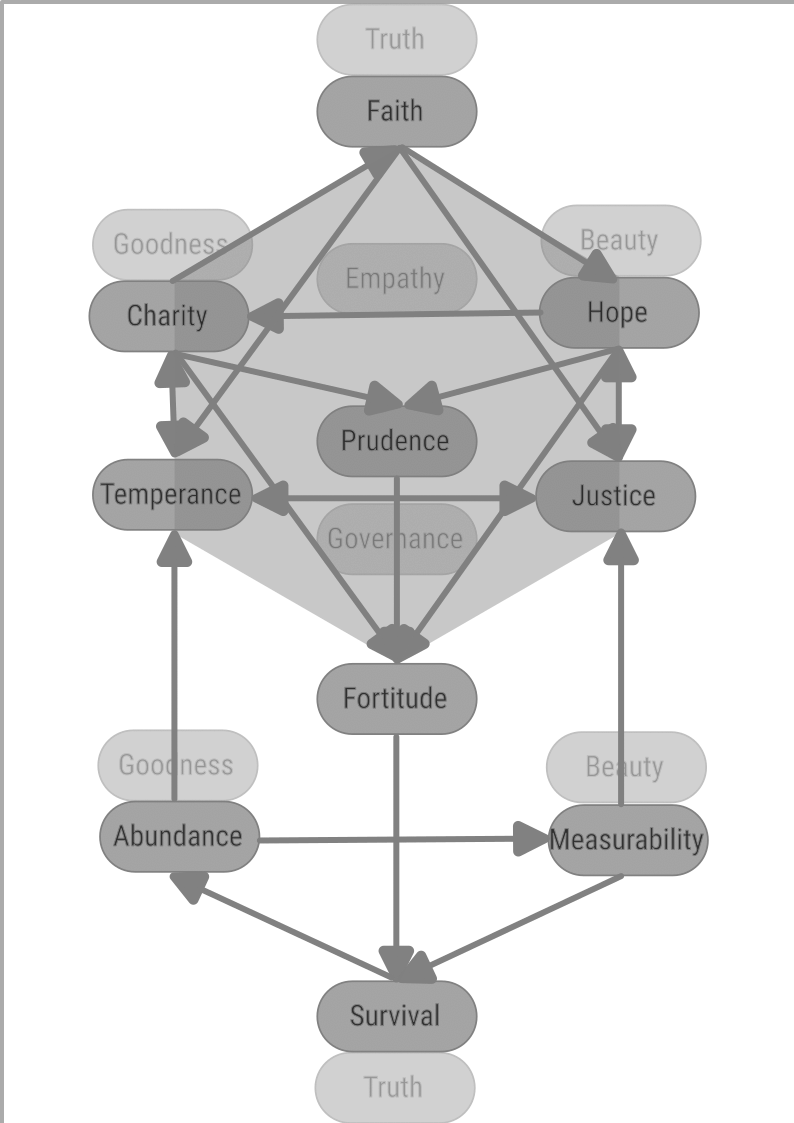 Truth
Faith
Goodness
Beauty
Empathy
Charity
Hope
Prudence
Temperance
Justice
Governance
Fortitude
Goodness
Beauty
Abundance
Measurability
Survival
Truth